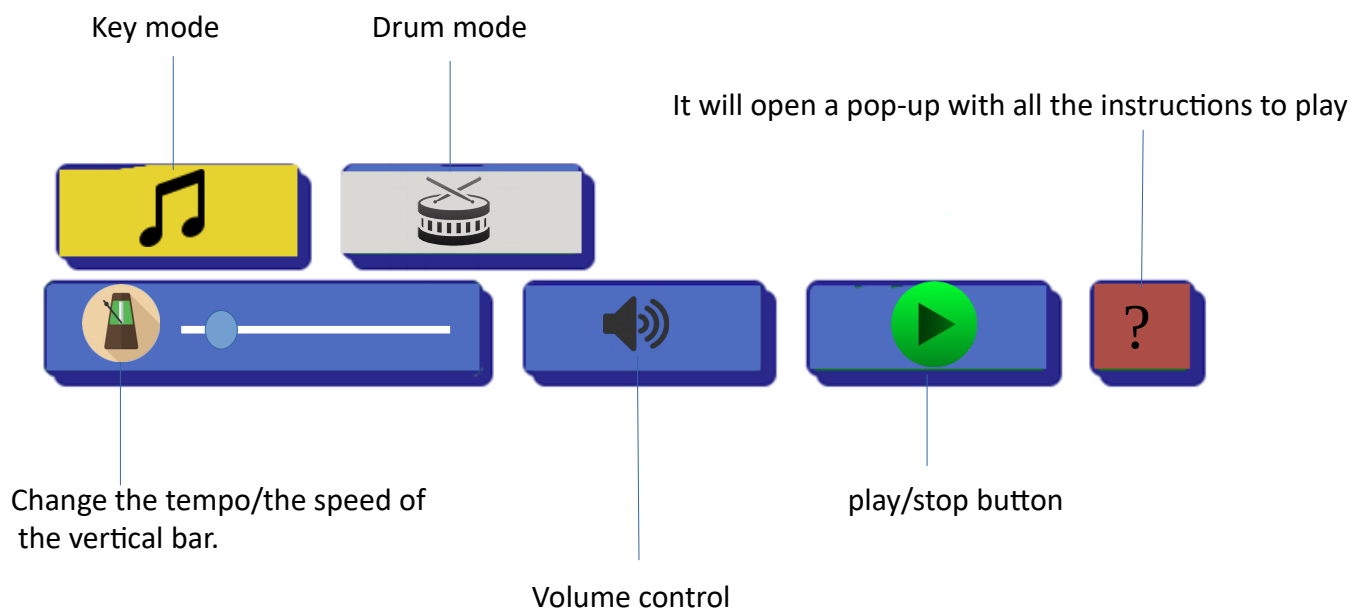 Key mode
Drum mode
It will open a pop-up with all the instructions to play
?
Change the tempo/the speed of
the vertical bar.
play/stop button
Volume control